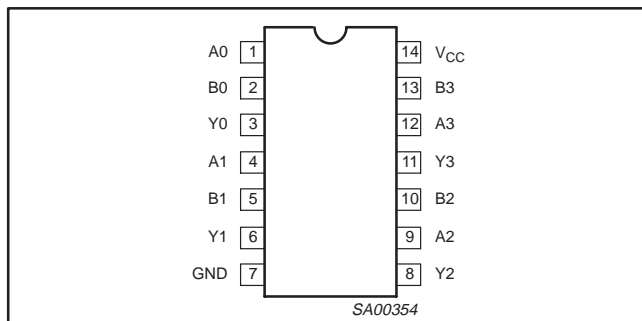 A0 1 14 VCC
B0 2 13 B3
Y0 3 12 A3
A1 4 11 Y3
B1 5 10 B2
Y1 6 9 A2
GND 7 8 Y2
SA00354